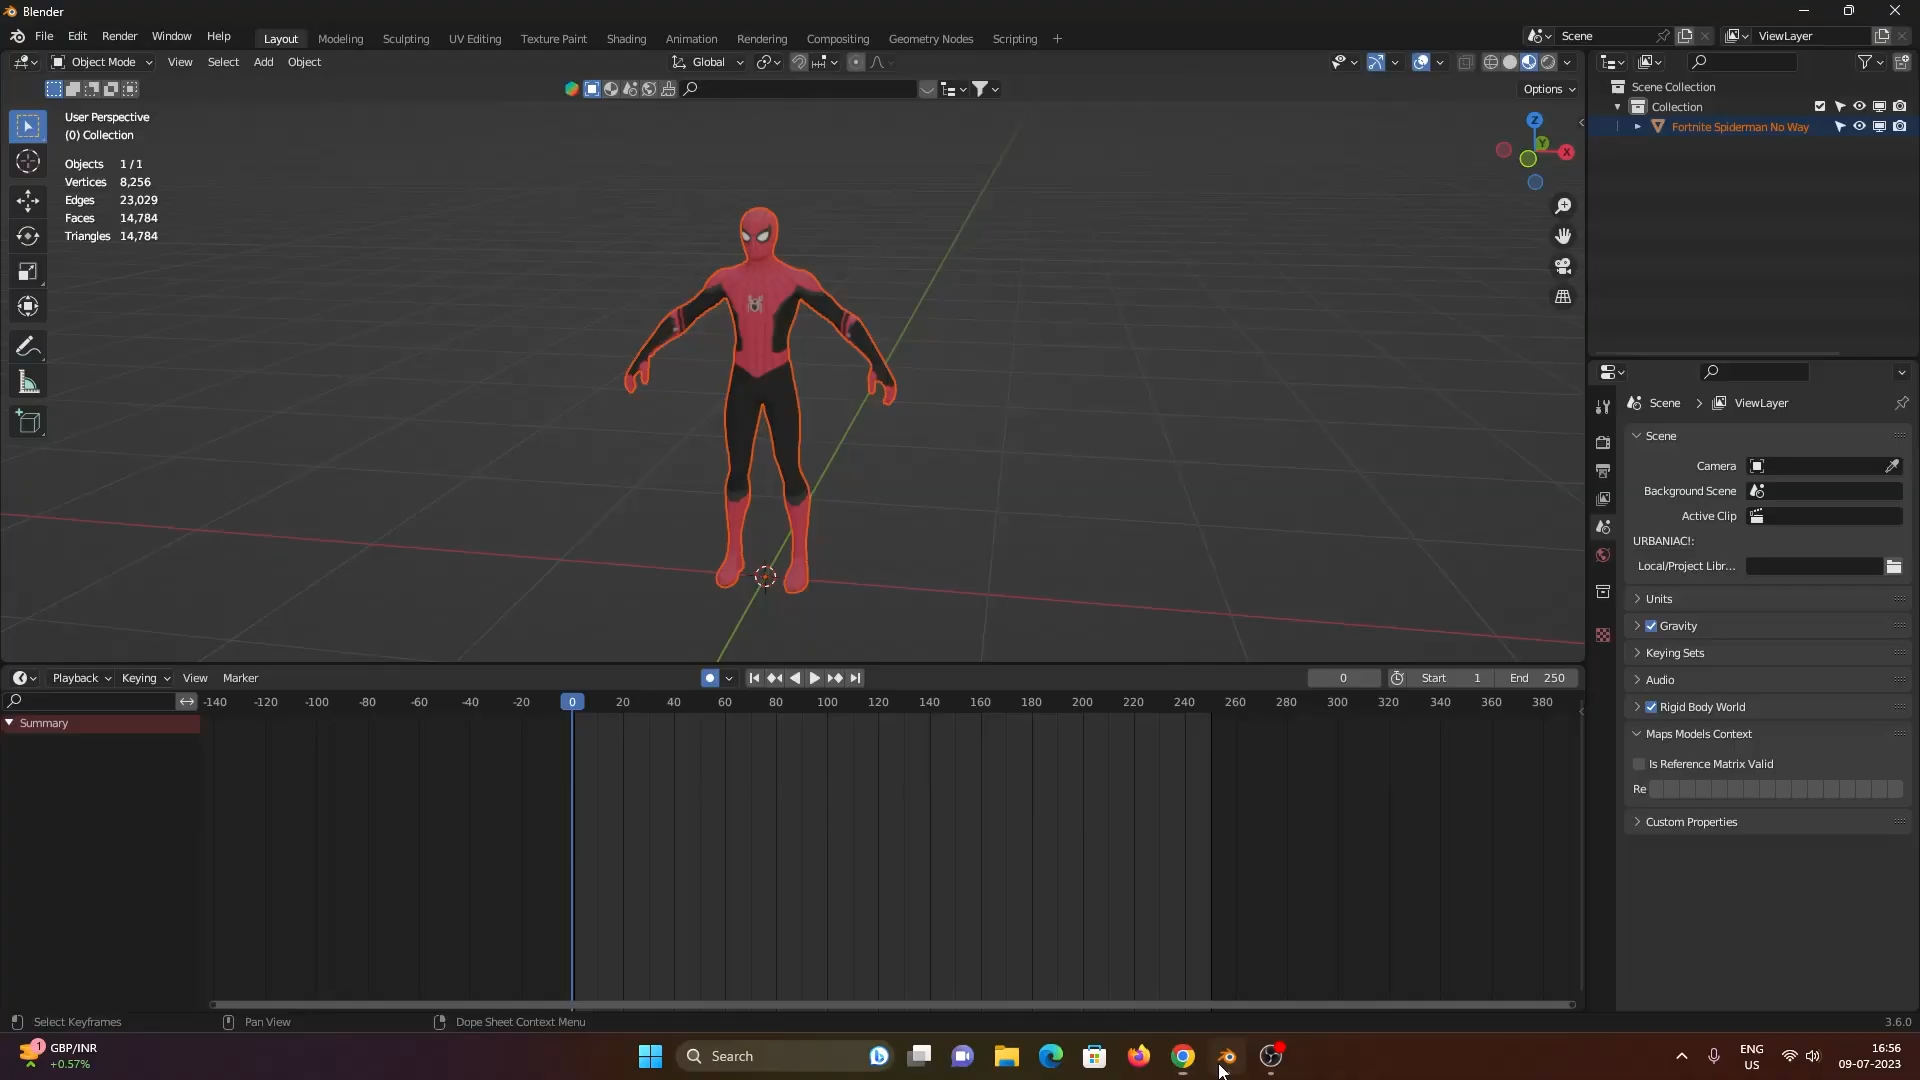 Blender
File Edit Render Window Help Layout Modeling Sculpting UV Editing Texture Paint Shading Animation Rendering Compositing Geometry Nodes Scripting + Scene ViewLayer
Object Mode View Select Add Object Global
Options
User Perspective
(0) Collection
Objects 1 / 1
Vertices 8,256
Edges 23,029
Faces 14,784
Triangles 14,784
Z
Y
X
Scene Collection
Collection
Fortnite Spiderman No Way
Scene > ViewLayer
Scene
Camera
Background Scene
Active Clip
URBANIAC!:
Local/Project Libr...
Units
Gravity
Keying Sets
Audio
Rigid Body World
Maps Models Context
Is Reference Matrix Valid
Re
Custom Properties
Playback Keying View Marker 0 Start 1 End 250
-140 -120 -100 -80 -60 -40 -20 0 20 40 60 80 100 120 140 160 180 200 220 240 260 280 300 320 340 360 380
Summary
Select Keyframes Pan View Dope Sheet Context Menu 3.6.0
1
GBP/INR
+0.57%
Search
ENG
US
16:56
09-07-2023